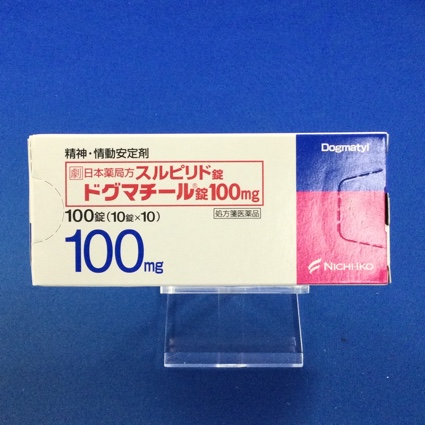 精神・情動安定剤
劇 日本薬局方 スルピリド錠
ドグマチール®錠100mg
100錠(10錠×10)
処方箋医薬品
100mg
Dogmatyl
NICHI-IKO